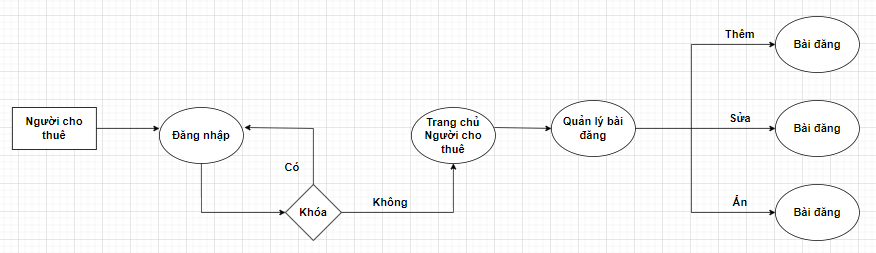 Thêm
Bài đăng
Người cho
thuê
Đăng nhập
Trang chủ
Người cho
thuê
Quản lý bài
đăng
Sửa
Bài đăng
Có
Khóa
Không
Ẩn
Bài đăng